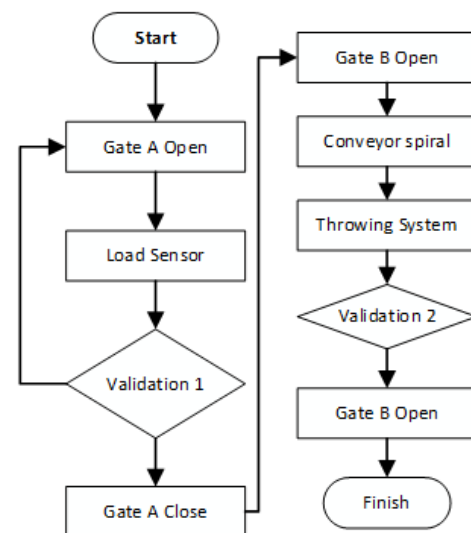 Start
Gate A Open
Load Sensor
Validation 1
Gate A Close
Gate B Open
Conveyor spiral
Throwing System
Validation 2
Gate B Open
Finish